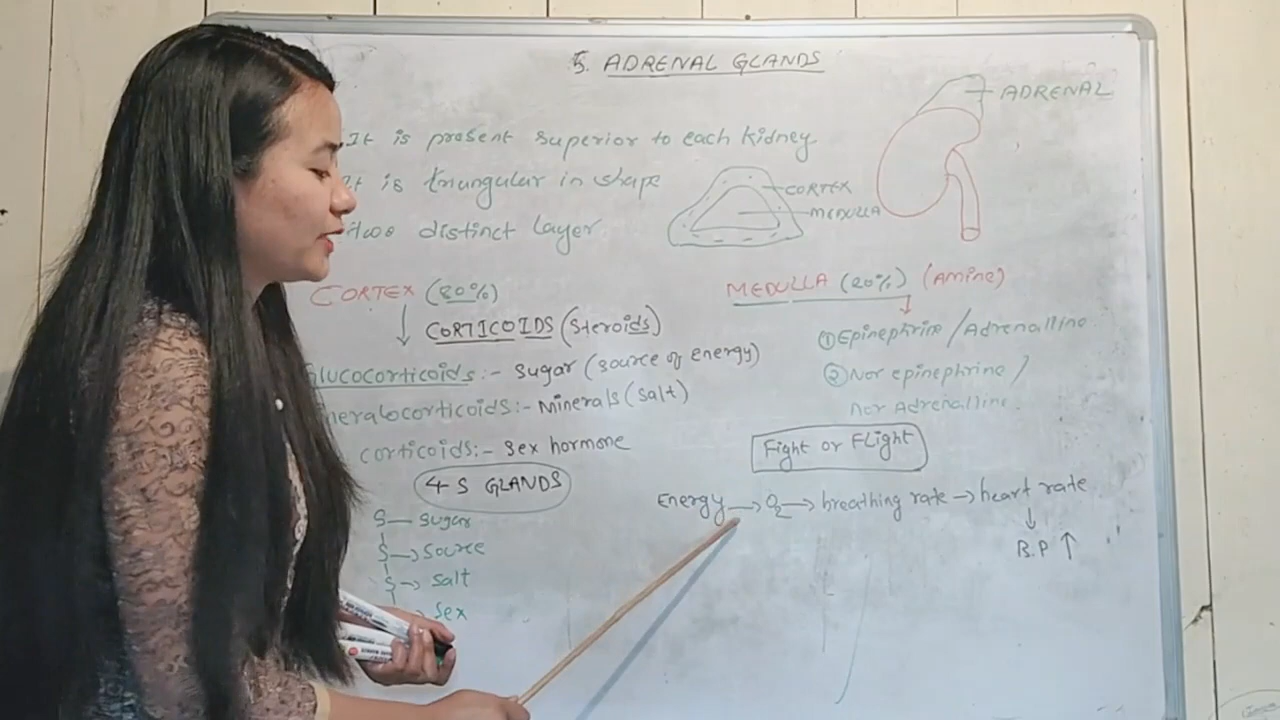 5. ADRENAL GLANDS
ADRENAL
It is present superior to each kidney
It is triangular in shape
two distinct layer
CORTEX
MEDULLA
CORTEX (80%)
CORTICOIDS (Steroids)
Glucocorticoids:- Sugar (source of energy)
neralocorticoids:- Minerals (salt)
corticoids:- Sex hormone
4-S GLANDS
S— Sugar
S→ Source
S→ Salt
→ Sex
MEDULLA (20%) (Amine)
① Epinephrine / Adrenalline
② Nor epinephrine /
Nor Adrenalline.
Fight or Flight
Energy → O2 → breathing rate → heart rate
↓
B.P ↑